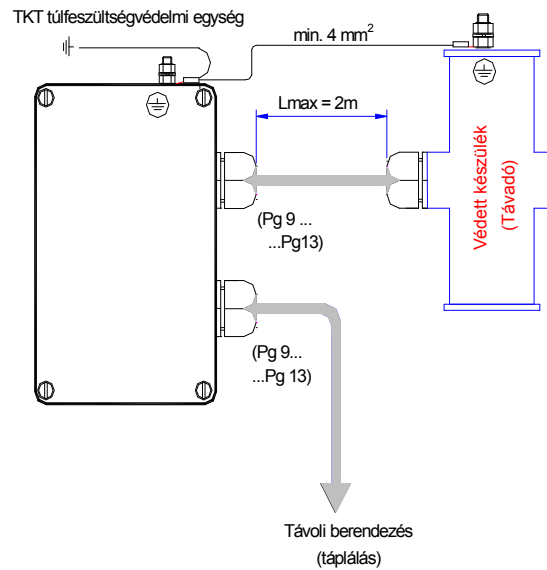 TKT túlfeszültségvédelmi egység
min. 4 mm²
Lmax = 2m
Védett készülék
(Távadó)
(Pg 9 ...
...Pg13)
(Pg 9...
...Pg 13)
Távoli berendezés
(táplálás)